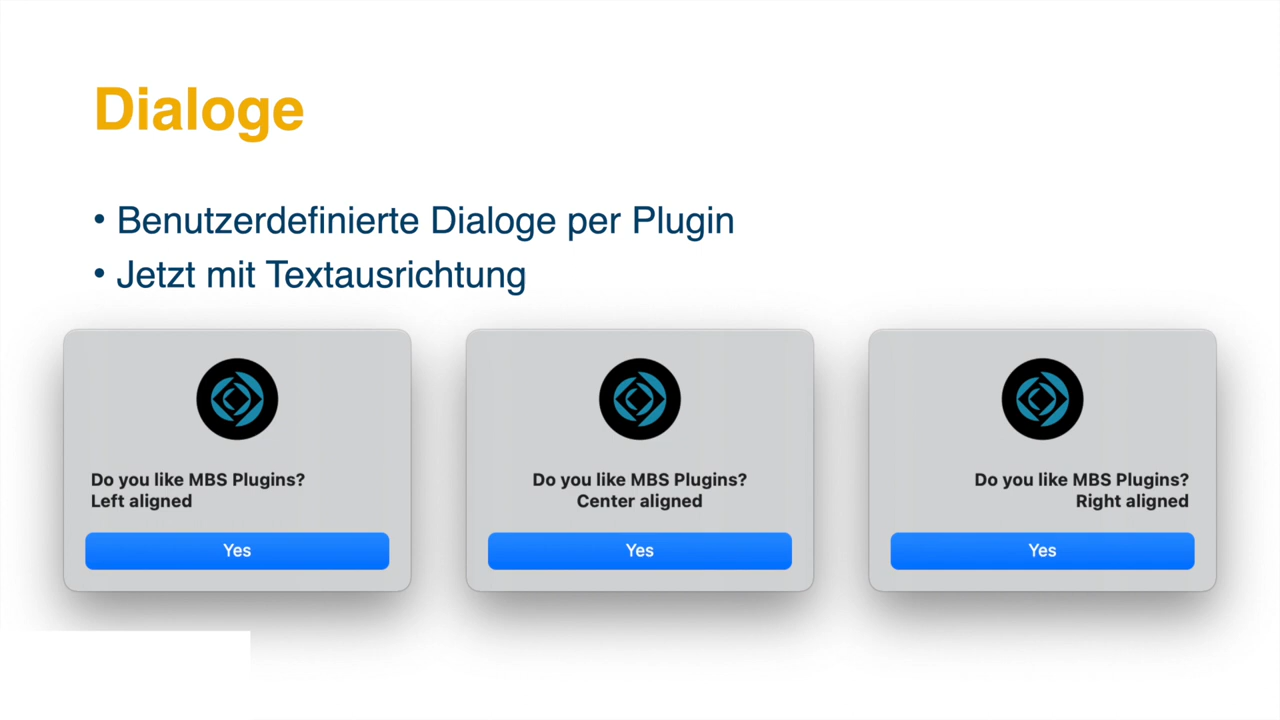 Dialoge
• Benutzerdefinierte Dialoge per Plugin
• Jetzt mit Textausrichtung
Do you like MBS Plugins?
Left aligned
Yes
Do you like MBS Plugins?
Center aligned
Yes
Do you like MBS Plugins?
Right aligned
Yes